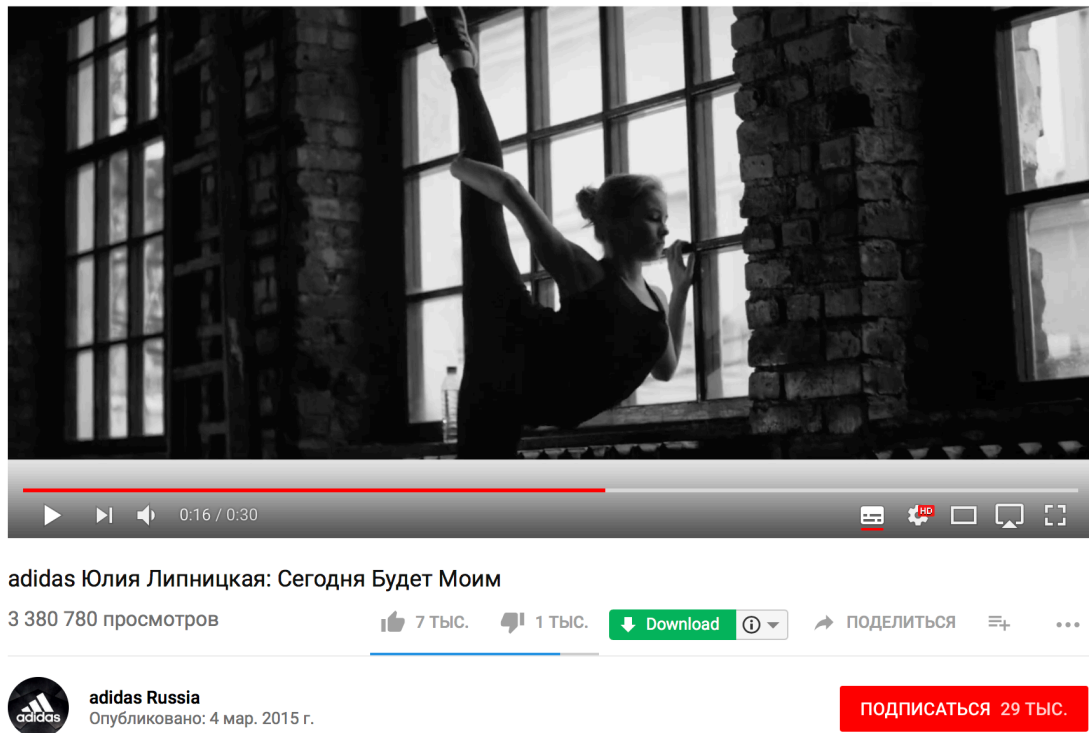 0:16 / 0:30
HD
adidas Юлия Липницкая: Сегодня Будет Моим
3 380 780 просмотров
7 ТЫС.
1 ТЫС.
Download
ПОДЕЛИТЬСЯ
adidas
adidas Russia
Опубликовано: 4 мар. 2015 г.
ПОДПИСАТЬСЯ 29 ТЫС.